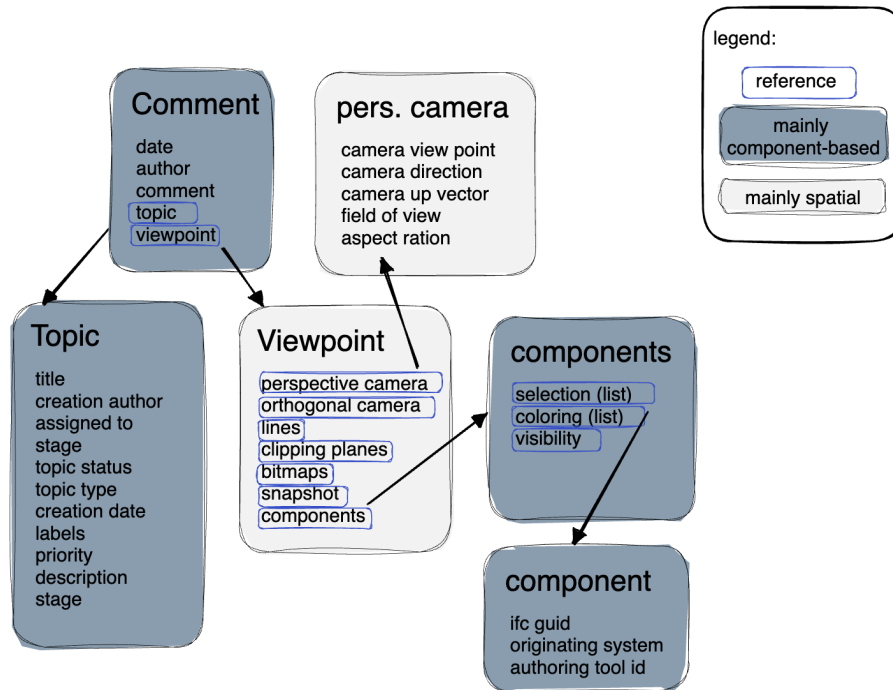 legend:
reference
mainly
component-based
mainly spatial
Comment
date
author
comment
topic
viewpoint
pers. camera
camera view point
camera direction
camera up vector
field of view
aspect ration
Topic
title
creation author
assigned to
stage
topic status
topic type
creation date
labels
priority
description
stage
Viewpoint
perspective camera
orthogonal camera
lines
clipping planes
bitmaps
snapshot
components
components
selection (list)
coloring (list)
visibility
component
ifc guid
originating system
authoring tool id